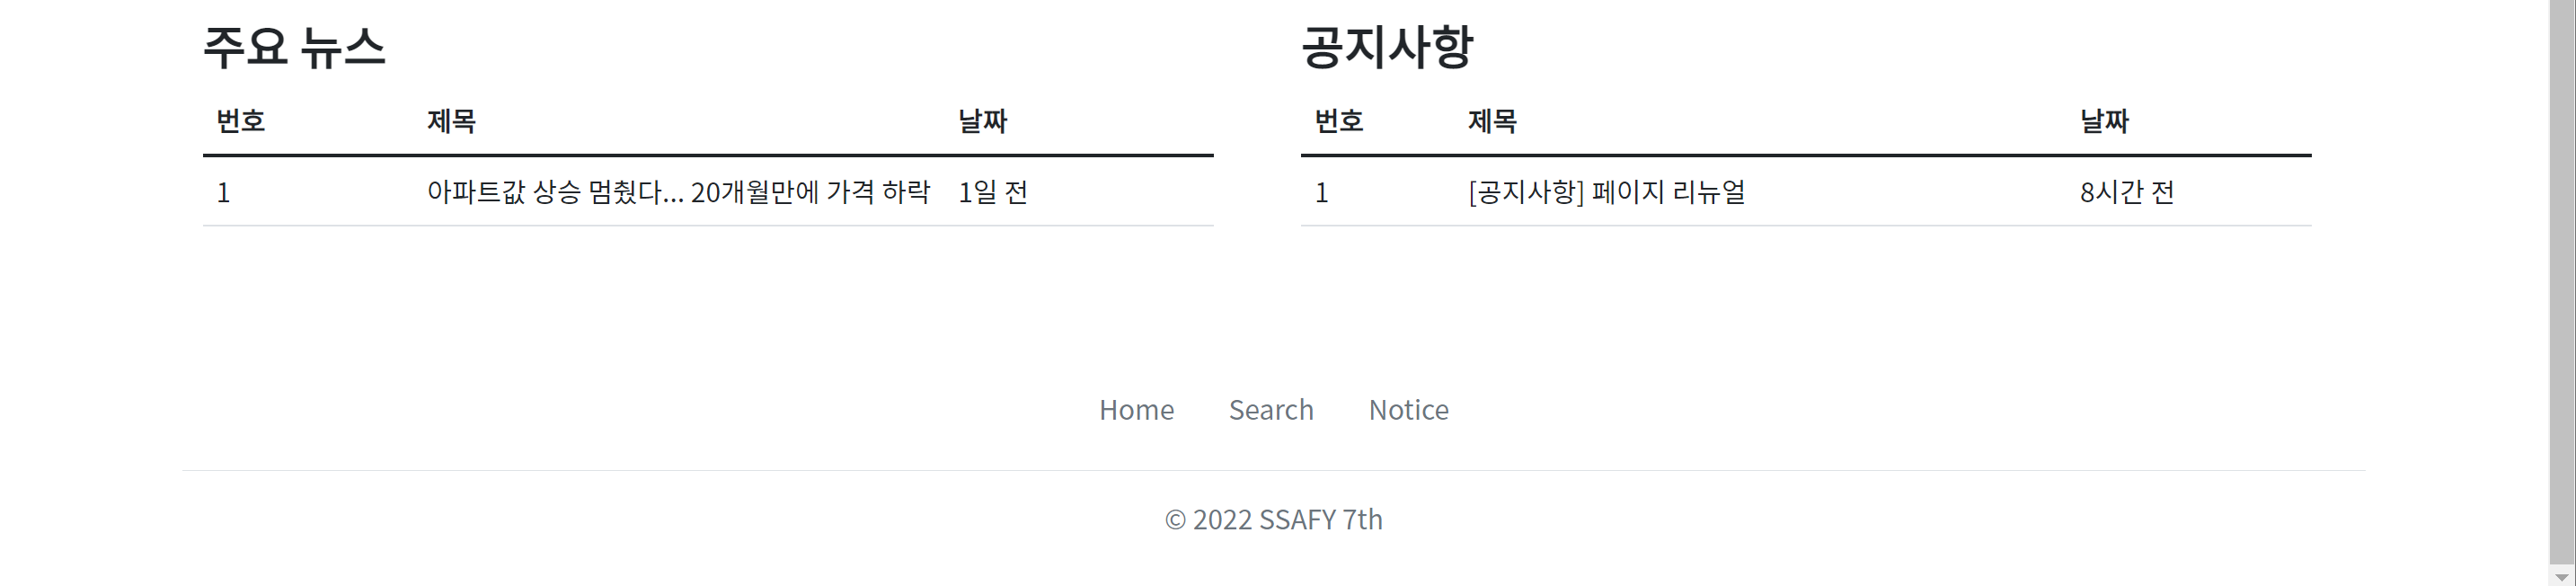 주요 뉴스
번호 제목 날짜
1 아파트값 상승 멈췄다... 20개월만에 가격 하락 1일 전
공지사항
번호 제목 날짜
1 [공지사항] 페이지 리뉴얼 8시간 전
Home Search Notice
© 2022 SSAFY 7th